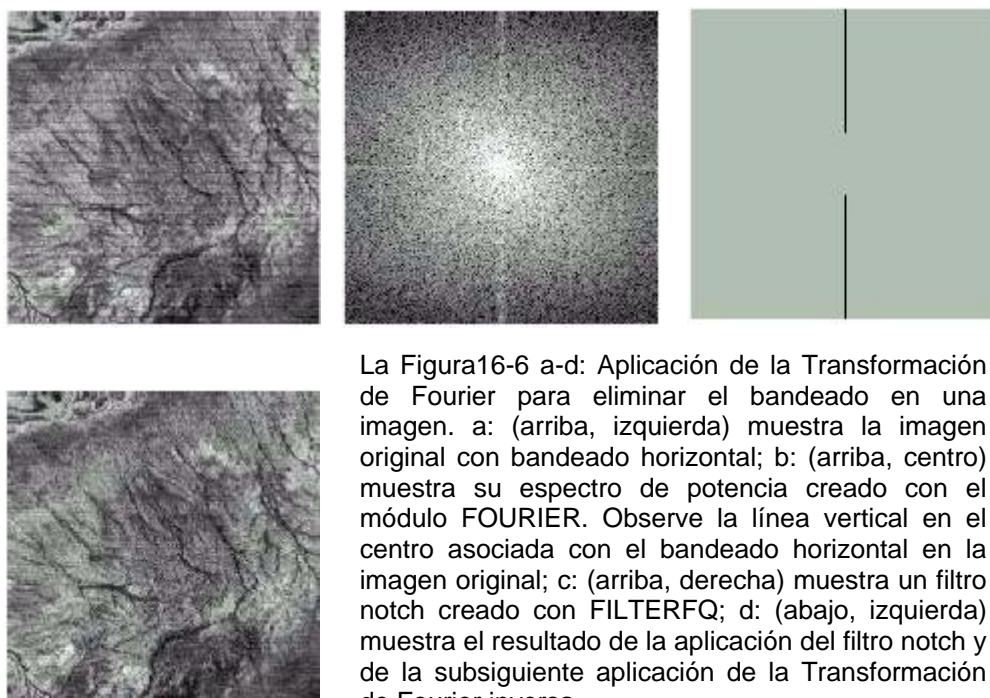 La Figura16-6 a-d: Aplicación de la Transformación
de Fourier para eliminar el bandeado en una
imagen. a: (arriba, izquierda) muestra la imagen
original con bandeado horizontal; b: (arriba, centro)
muestra su espectro de potencia creado con el
módulo FOURIER. Observe la línea vertical en el
centro asociada con el bandeado horizontal en la
imagen original; c: (arriba, derecha) muestra un filtro
notch creado con FILTERFQ; d: (abajo, izquierda)
muestra el resultado de la aplicación del filtro notch y
de la subsiguiente aplicación de la Transformación
de Fourier inversa